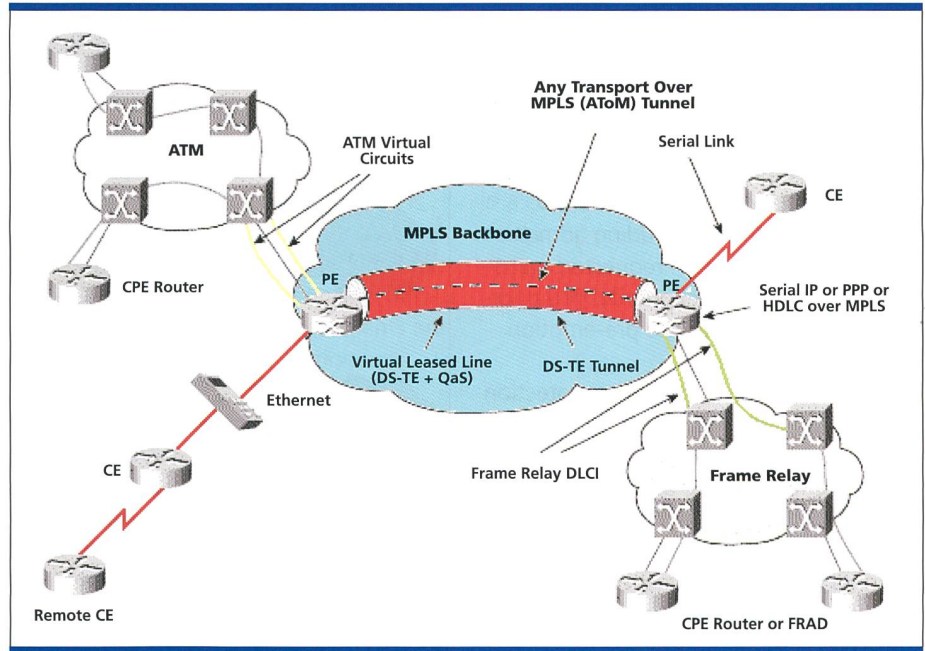 Any Transport Over
MPLS (AToM) Tunnel
ATM Virtual
Circuits
Serial Link
ATM
CE
MPLS Backbone
PE
PE
CPE Router
Serial IP or PPP or
HDLC over MPLS
Virtual Leased Line
(DS-TE + QaS)
DS-TE Tunnel
Ethernet
CE
Frame Relay DLCI
Frame Relay
Remote CE
CPE Router or FRAD